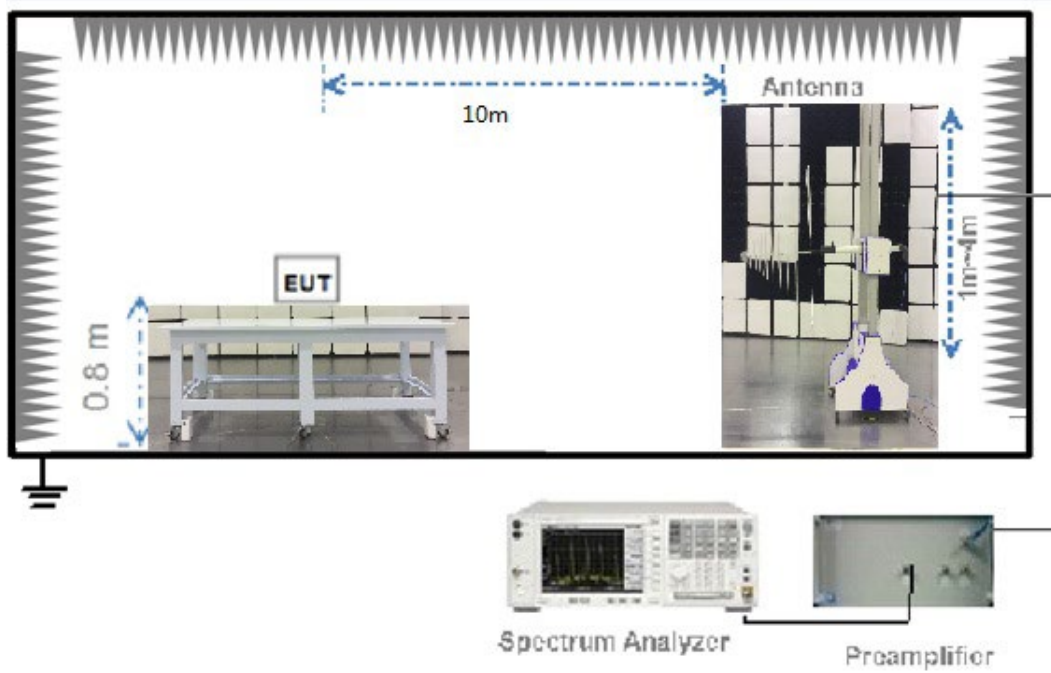 Antenna
10m
EUT
1m~4m
0.8 m
Spectrum Analyzer
Preamplifier